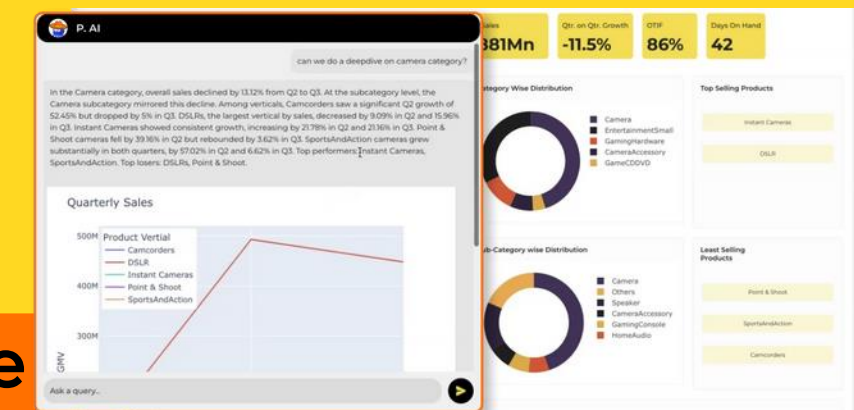 P. AI
can we do a deepdive on camera category?
In the Camera category, overall sales declined by 13.12% from Q2 to Q3. At the subcategory level, the
Camera subcategory mirrored this decline. Among verticals, Camcorders saw a significant Q2 growth of
52.45% but dropped by 5% in Q3. DSLRs, the largest vertical by sales, decreased by 9.09% in Q2 and 15.96%
in Q3. Instant Cameras showed consistent growth, increasing by 21.78% in Q2 and 21.16% in Q3. Point &
Shoot cameras fell by 39.16% in Q2 but rebounded by 3.62% in Q3. SportsAndAction cameras grew
substantially in both quarters, by 57.02% in Q2 and 6.62% in Q3. Top performers: Instant Cameras,
SportsAndAction. Top losers: DSLRs, Point & Shoot.
Quarterly Sales
Product Vertial
Camcorders
DSLR
Instant Cameras
Point & Shoot
SportsAndAction
500M
400M
300M
GMV
Ask a query..
881Mn
Qtr. on Qtr. Growth
-11.5%
OTIF
86%
Days On Hand
42
Wise Distribution
Camera
EntertainmentSmall
GamingHardware
CameraAccessory
GameCDDVD
Top Selling Products
Instant Cameras
DSLR
Sub-Category wise Distribution
Camera
Others
Speaker
CameraAccessory
GamingConsole
HomeAudio
Least Selling
Products
Point & Shoot
SportsAndAction
Camcorders
e